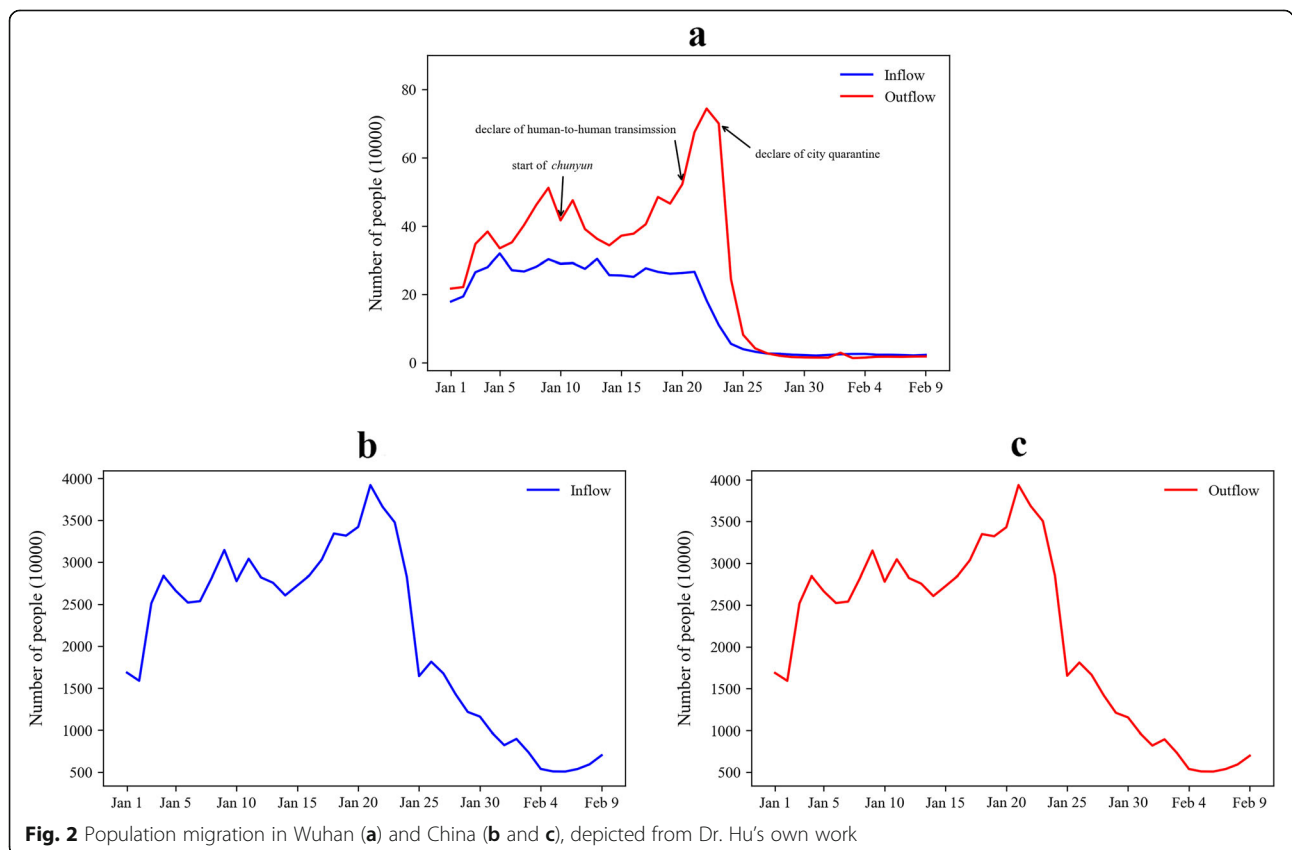 a
Number of people (10000)
80
60
40
20
0
Inflow
Outflow
declare of human-to-human transimssion
start of chunyun
declare of city quarantine
Jan 1 Jan 5 Jan 10 Jan 15 Jan 20 Jan 25 Jan 30 Feb 4 Feb 9
b
Number of people (10000)
4000
3500
3000
2500
2000
1500
1000
500
Inflow
Jan 1 Jan 5 Jan 10 Jan 15 Jan 20 Jan 25 Jan 30 Feb 4 Feb 9
c
Number of people (10000)
4000
3500
3000
2500
2000
1500
1000
500
Outflow
Jan 1 Jan 5 Jan 10 Jan 15 Jan 20 Jan 25 Jan 30 Feb 4 Feb 9
Fig. 2 Population migration in Wuhan (a) and China (b and c), depicted from Dr. Hu's own work